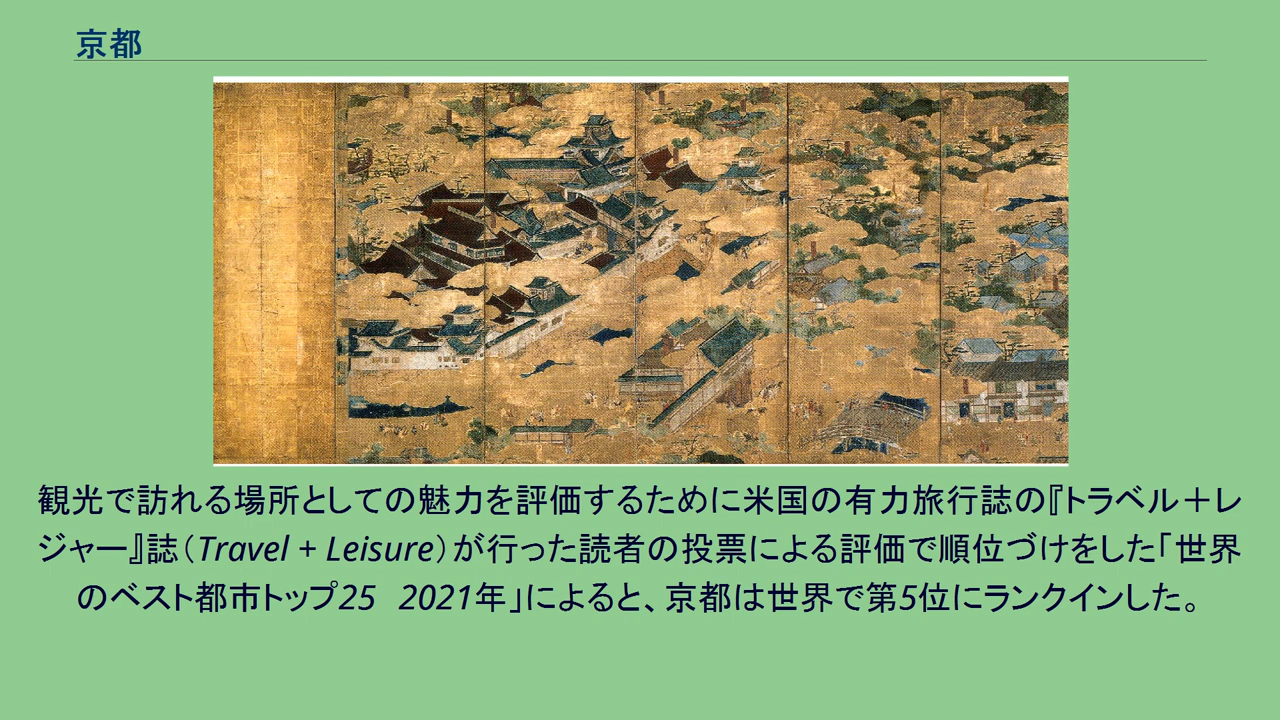 京都
観光で訪れる場所としての魅力を評価するために米国の有力旅行誌の『トラベル＋レ
ジャー』誌（Travel + Leisure）が行った読者の投票による評価で順位づけをした「世界
のベスト都市トップ25　2021年」によると、京都は世界で第5位にランクインした。